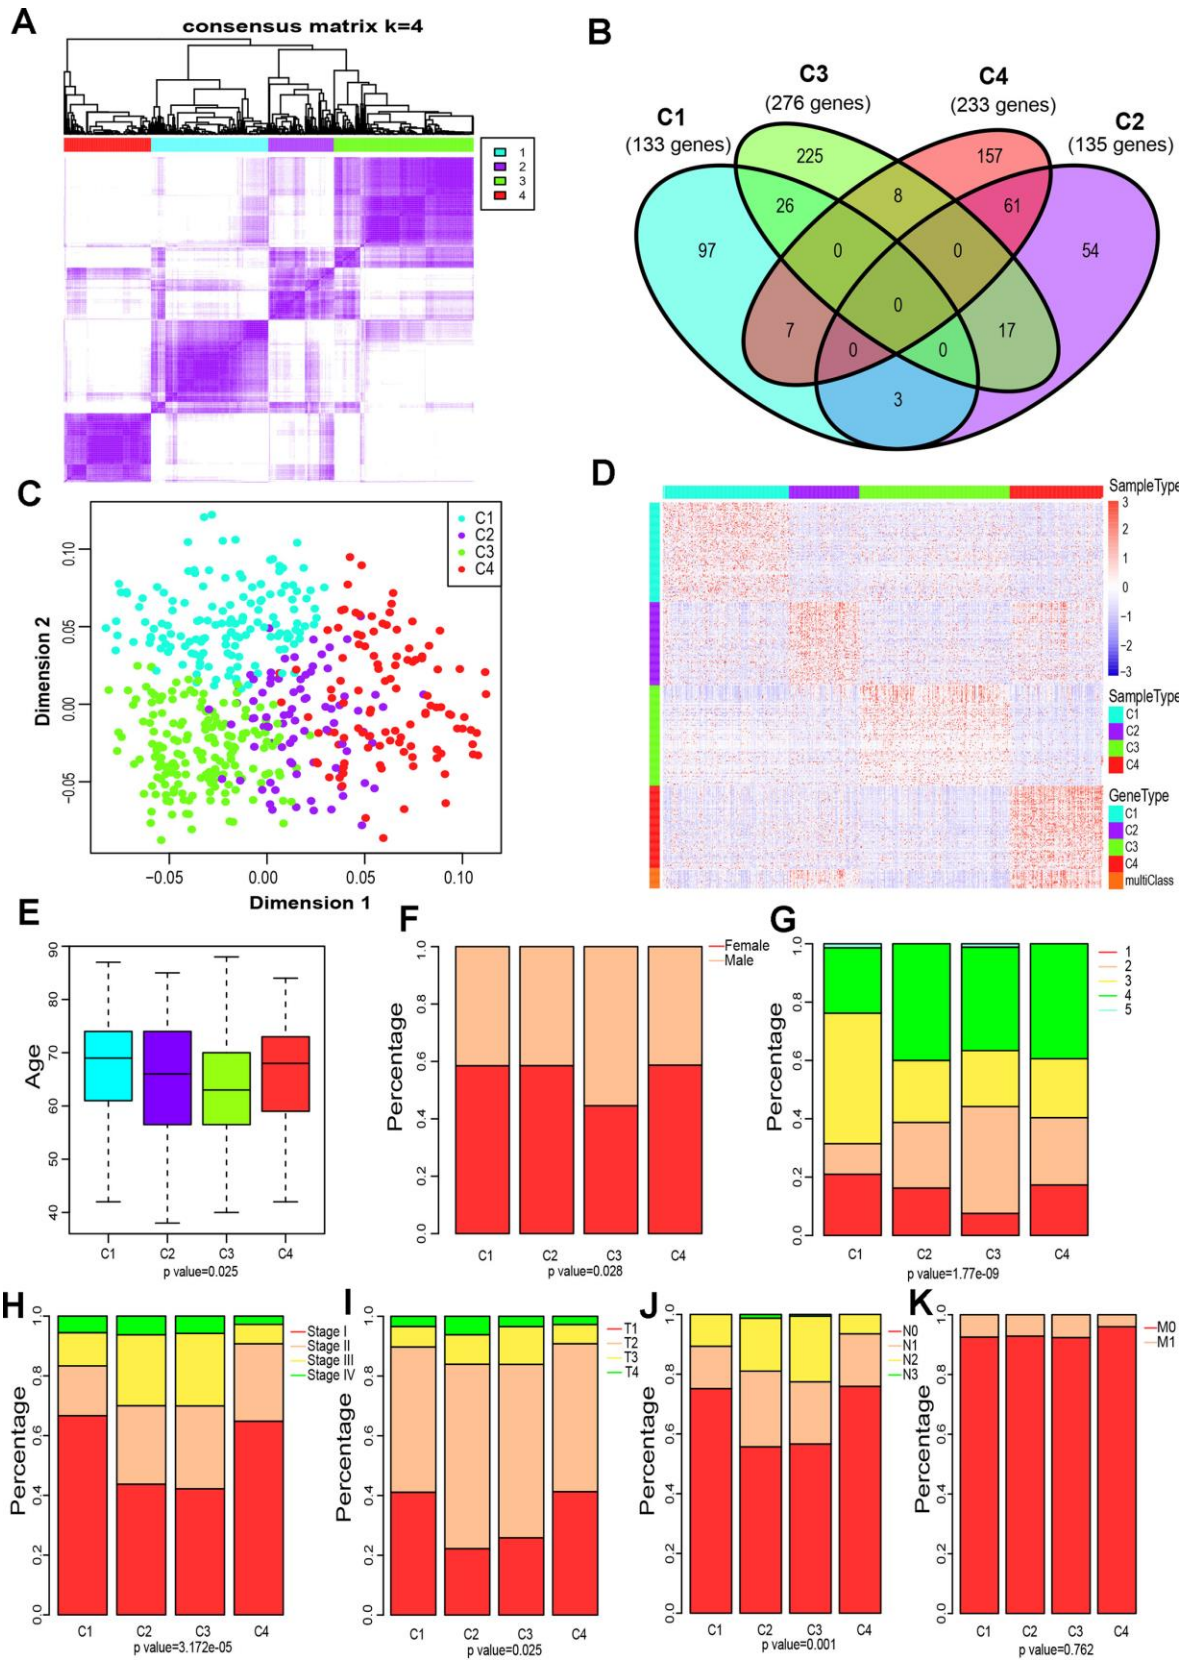 A
consensus matrix k=4
1
2
3
4
B
C3
(276 genes)
C4
(233 genes)
C1
(133 genes)
C2
(135 genes)
225
157
8
26
61
97
0
0
54
0
7
17
0
0
3
C
C1
C2
C3
C4
Dimension 2
0.10
0.05
0.00
−0.05
−0.05
0.00
0.05
0.10
Dimension 1
D
SampleType
3
2
1
0
−1
−2
−3
SampleType
C1
C2
C3
C4
GeneType
C1
C2
C3
C4
multiClass
E
Age
90
80
70
60
50
40
C1 C2 C3 C4
p value=0.025
F
Female
Male
Percentage
1.0
0.8
0.6
0.4
0.2
0.0
C1 C2 C3 C4
p value=0.028
G
1
2
3
4
5
Percentage
1.0
0.8
0.6
0.4
0.2
0.0
C1 C2 C3 C4
p value=1.77e-09
H
Stage I
Stage II
Stage III
Stage IV
Percentage
1.0
0.8
0.6
0.4
0.2
0.0
C1 C2 C3 C4
p value=3.172e-05
I
T1
T2
T3
T4
Percentage
1.0
0.8
0.6
0.4
0.2
0.0
C1 C2 C3 C4
p value=0.025
J
N0
N1
N2
N3
Percentage
1.0
0.8
0.6
0.4
0.2
0.0
C1 C2 C3 C4
p value=0.001
K
M0
M1
Percentage
1.0
0.8
0.6
0.4
0.2
0.0
C1 C2 C3 C4
p value=0.762